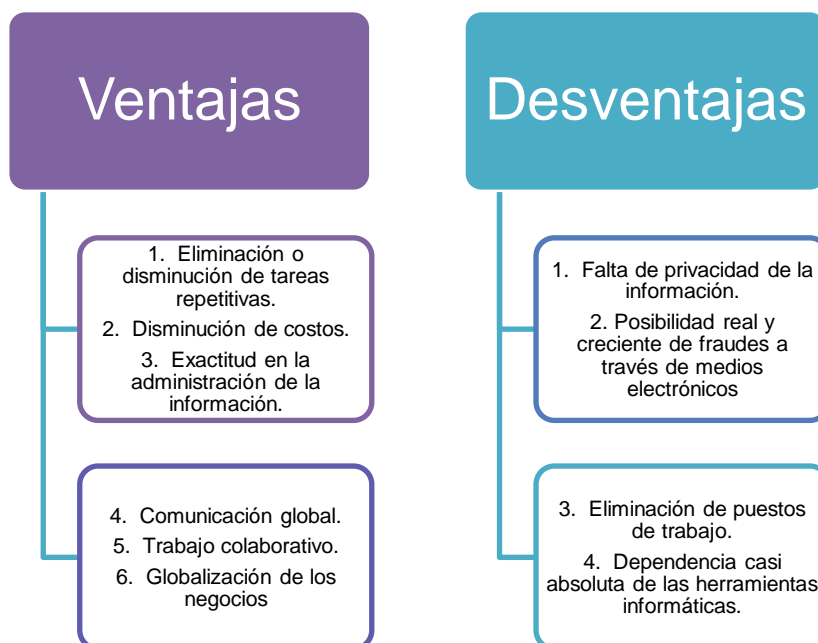 Ventajas
1. Eliminación o
disminución de tareas
repetitivas.
2. Disminución de costos.
3. Exactitud en la
administración de la
información.
4. Comunicación global.
5. Trabajo colaborativo.
6. Globalización de los
negocios
Desventajas
1. Falta de privacidad de la
información.
2. Posibilidad real y
creciente de fraudes a
través de medios
electrónicos
3. Eliminación de puestos
de trabajo.
4. Dependencia casi
absoluta de las herramientas
informáticas.